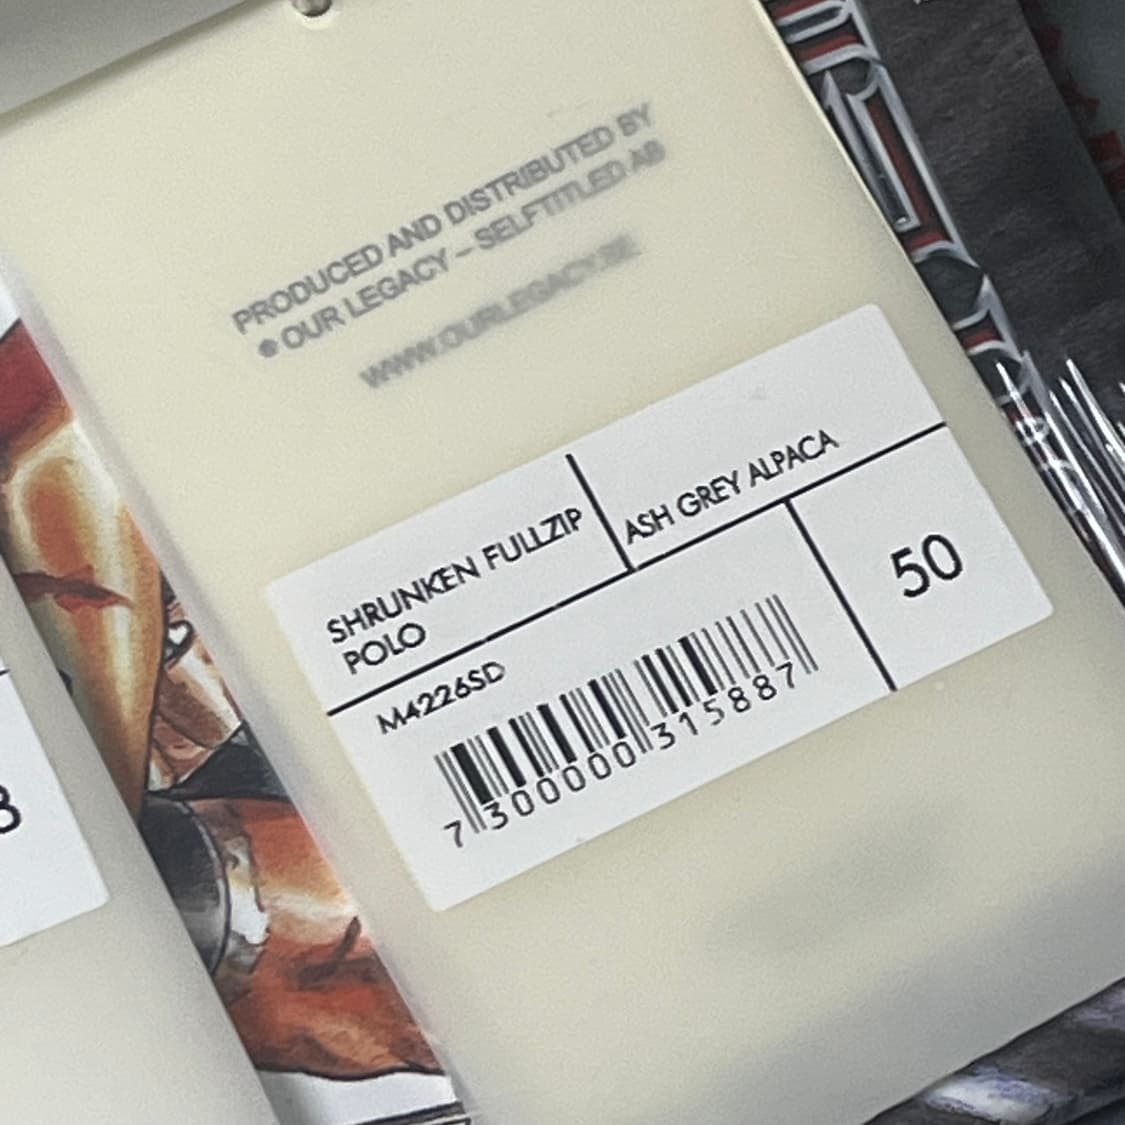 PRODUCED AND DISTRIBUTED BY
© OUR LEGACY – SELFTITLED AB
WWW.OURLEGACY.SE
SHRUNKEN FULLZIP
POLO
ASH GREY ALPACA
M4226SD
50
7 300000 315887